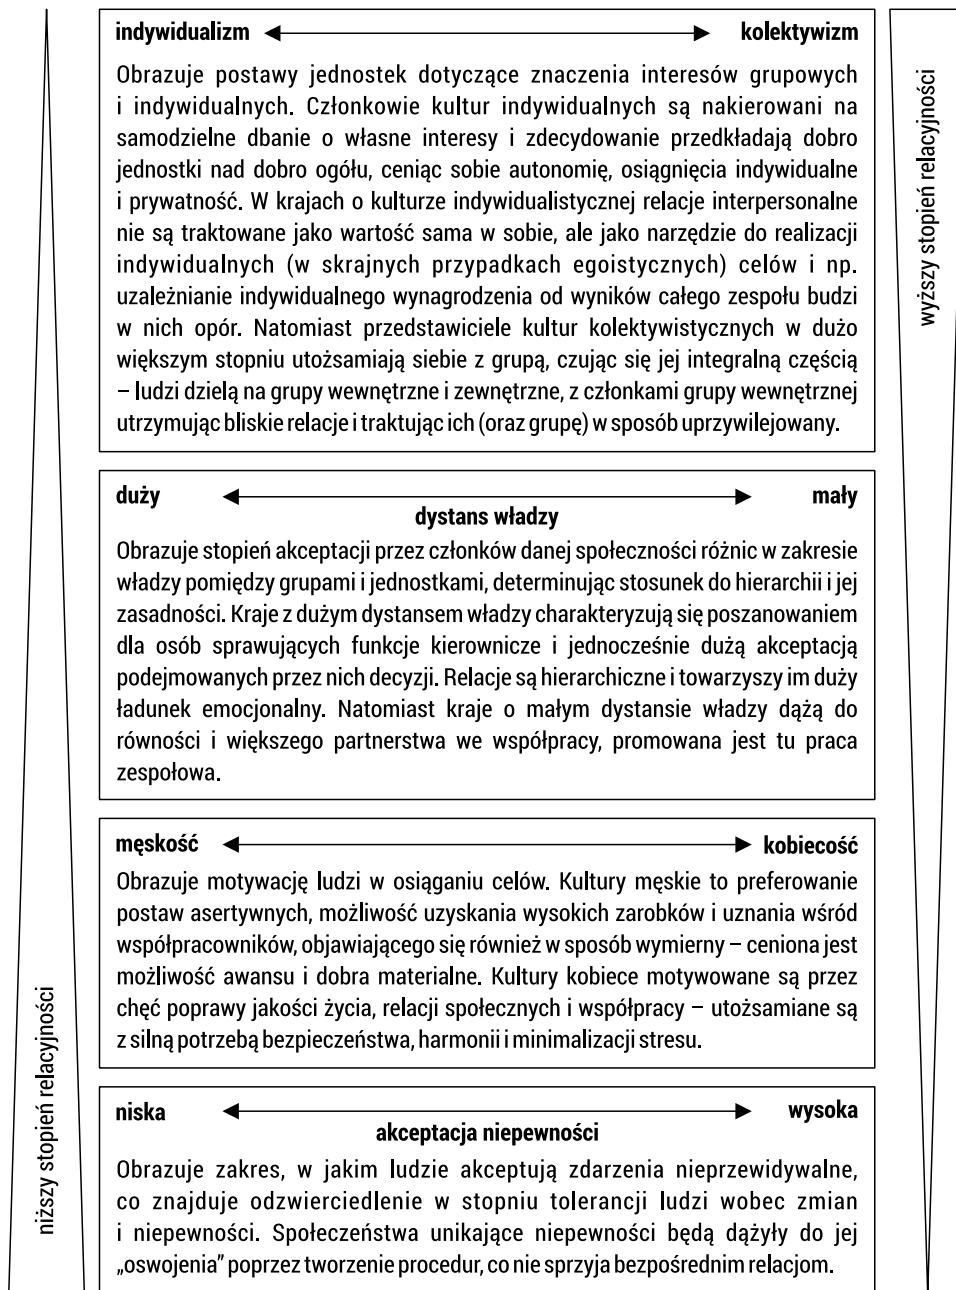 indywidualizm kolektywizm
Obrazuje postawy jednostek dotyczące znaczenia interesów grupowych
i indywidualnych. Członkowie kultur indywidualnych są nakierowani na
samodzielne dbanie o własne interesy i zdecydowanie przedkładają dobro
jednostki nad dobro ogółu, ceniąc sobie autonomię, osiągnięcia indywidualne
i prywatność. W krajach o kulturze indywidualistycznej relacje interpersonalne
nie są traktowane jako wartość sama w sobie, ale jako narzędzie do realizacji
indywidualnych (w skrajnych przypadkach egoistycznych) celów i np.
uzależnianie indywidualnego wynagrodzenia od wyników całego zespołu budzi
w nich opór. Natomiast przedstawiciele kultur kolektywistycznych w dużo
większym stopniu utożsamiają siebie z grupą, czując się jej integralną częścią
– ludzi dzielą na grupy wewnętrzne i zewnętrzne, z członkami grupy wewnętrznej
utrzymując bliskie relacje i traktując ich (oraz grupę) w sposób uprzywilejowany.
duży mały
dystans władzy
Obrazuje stopień akceptacji przez członków danej społeczności różnic w zakresie
władzy pomiędzy grupami i jednostkami, determinując stosunek do hierarchii i jej
zasadności. Kraje z dużym dystansem władzy charakteryzują się poszanowaniem
dla osób sprawujących funkcje kierownicze i jednocześnie dużą akceptacją
podejmowanych przez nich decyzji. Relacje są hierarchiczne i towarzyszy im duży
ładunek emocjonalny. Natomiast kraje o małym dystansie władzy dążą do
równości i większego partnerstwa we współpracy, promowana jest tu praca
zespołowa.
męskość kobiecość
Obrazuje motywację ludzi w osiąganiu celów. Kultury męskie to preferowanie
postaw asertywnych, możliwość uzyskania wysokich zarobków i uznania wśród
współpracowników, objawiającego się również w sposób wymierny – ceniona jest
możliwość awansu i dobra materialne. Kultury kobiece motywowane są przez
chęć poprawy jakości życia, relacji społecznych i współpracy – utożsamiane są
z silną potrzebą bezpieczeństwa, harmonii i minimalizacji stresu.
niska wysoka
akceptacja niepewności
Obrazuje zakres, w jakim ludzie akceptują zdarzenia nieprzewidywalne,
co znajduje odzwierciedlenie w stopniu tolerancji ludzi wobec zmian
i niepewności. Społeczeństwa unikające niepewności będą dążyły do jej
„oswojenia” poprzez tworzenie procedur, co nie sprzyja bezpośrednim relacjom.
niższy stopień relacyjności
wyższy stopień relacyjności